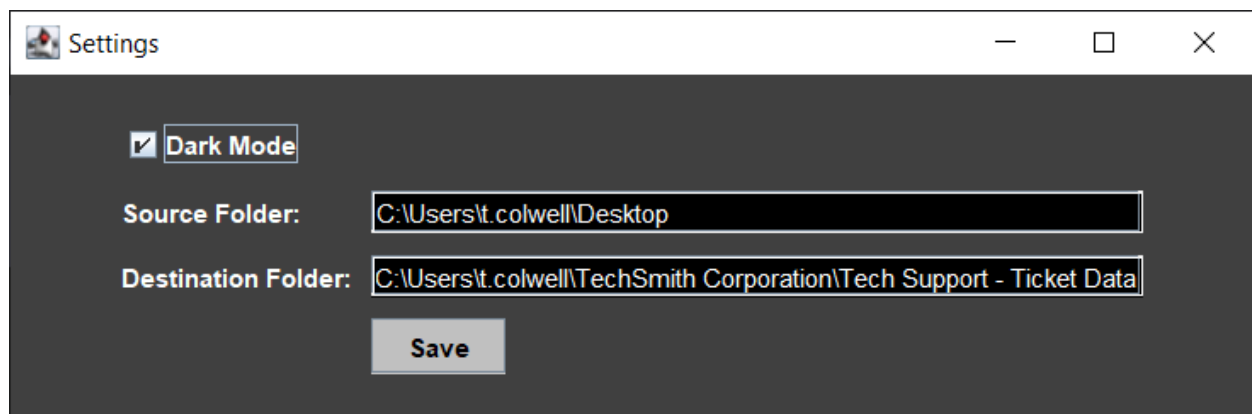 Settings
Dark Mode
Source Folder: C:\Users\t.colwell\Desktop
Destination Folder: C:\Users\t.colwell\TechSmith Corporation\Tech Support - Ticket Data
Save